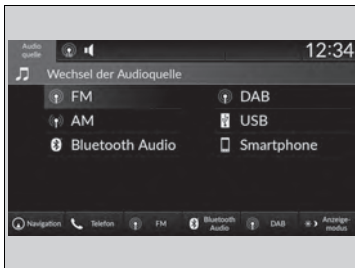 Audio
quelle
12:34
Wechsel der Audioquelle
FM
DAB
AM
USB
Bluetooth Audio
Smartphone
Navigation
Telefon
FM
Bluetooth
Audio
DAB
Anzeige-
modus